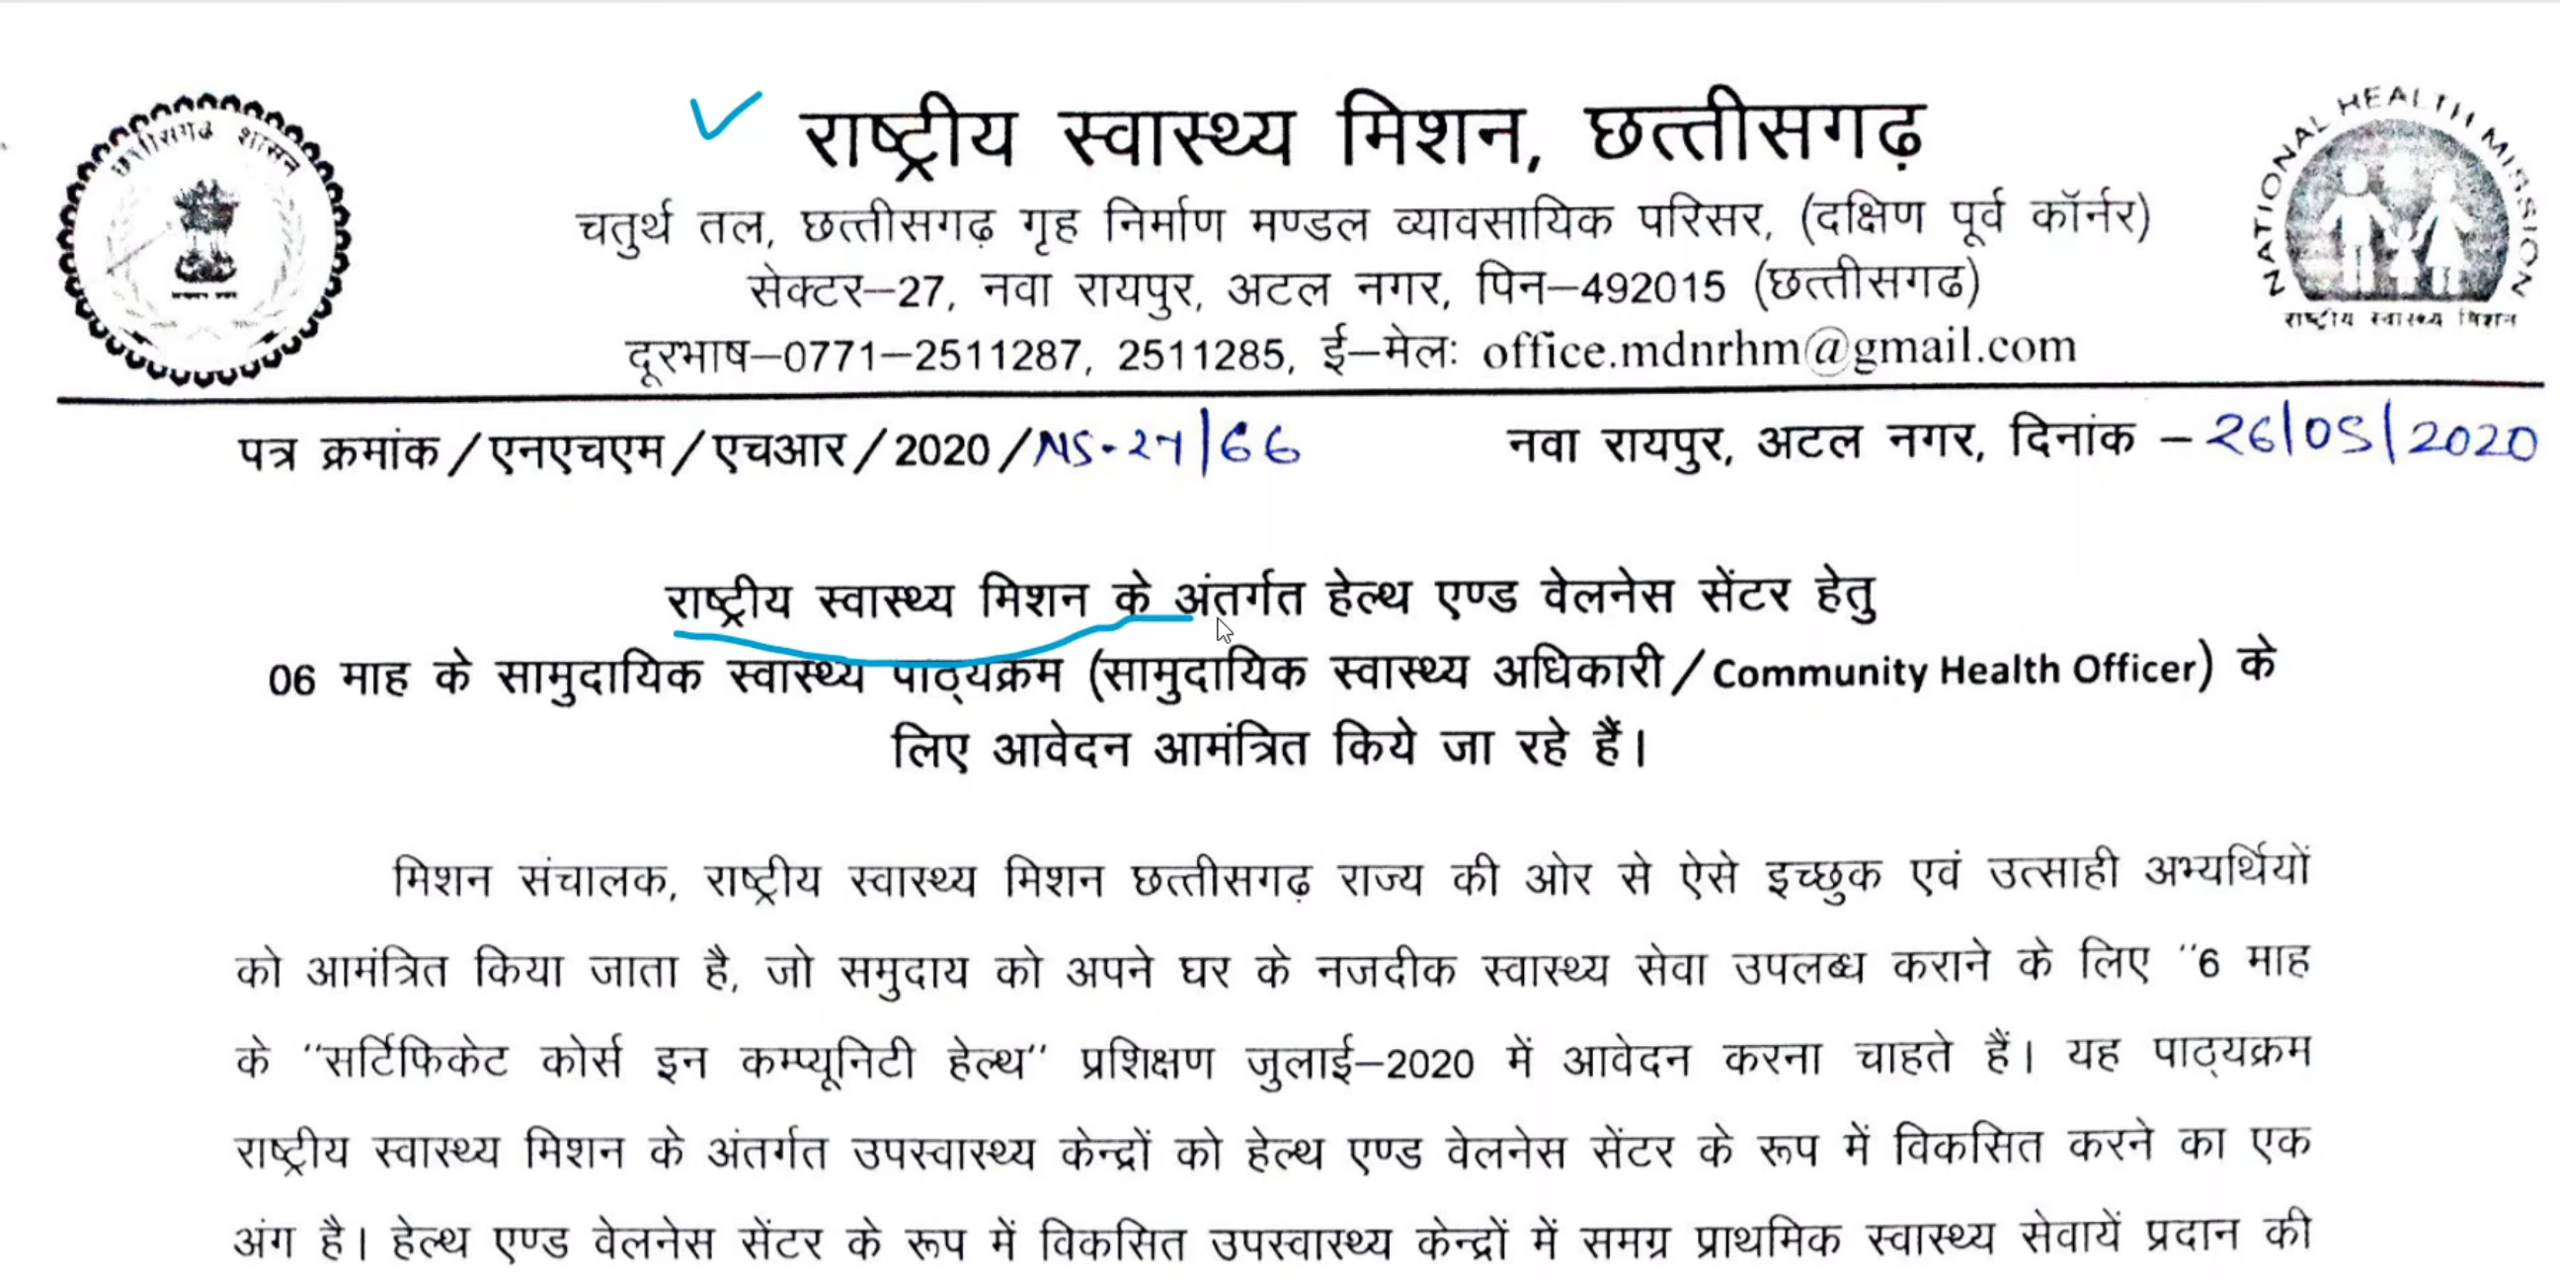 छत्तीसगढ़ शासन
NATIONAL HEALTH MISSION
राष्ट्रीय स्वास्थ्य मिशन
राष्ट्रीय स्वास्थ्य मिशन, छत्तीसगढ़
चतुर्थ तल, छत्तीसगढ़ गृह निर्माण मण्डल व्यावसायिक परिसर, (दक्षिण पूर्व कॉर्नर)
सेक्टर–27, नवा रायपुर, अटल नगर, पिन–492015 (छत्तीसगढ)
दूरभाष–0771–2511287, 2511285, ई–मेलः office.mdnrhm@gmail.com
पत्र क्रमांक/एनएचएम/एचआर/2020/NS-27/66 नवा रायपुर, अटल नगर, दिनांक –26/05/2020
राष्ट्रीय स्वास्थ्य मिशन के अंतर्गत हेल्थ एण्ड वेलनेस सेंटर हेतु
06 माह के सामुदायिक स्वास्थ्य पाठ्यक्रम (सामुदायिक स्वास्थ्य अधिकारी/Community Health Officer) के
लिए आवेदन आमंत्रित किये जा रहे हैं।
मिशन संचालक, राष्ट्रीय स्वास्थ्य मिशन छत्तीसगढ़ राज्य की ओर से ऐसे इच्छुक एवं उत्साही अभ्यर्थियों
को आमंत्रित किया जाता है, जो समुदाय को अपने घर के नजदीक स्वास्थ्य सेवा उपलब्ध कराने के लिए "6 माह
के "सर्टिफिकेट कोर्स इन कम्प्यूनिटी हेल्थ" प्रशिक्षण जुलाई–2020 में आवेदन करना चाहते हैं। यह पाठ्यक्रम
राष्ट्रीय स्वास्थ्य मिशन के अंतर्गत उपस्वास्थ्य केन्द्रों को हेल्थ एण्ड वेलनेस सेंटर के रूप में विकसित करने का एक
अंग है। हेल्थ एण्ड वेलनेस सेंटर के रूप में विकसित उपस्वास्थ्य केन्द्रों में समग्र प्राथमिक स्वास्थ्य सेवायें प्रदान की